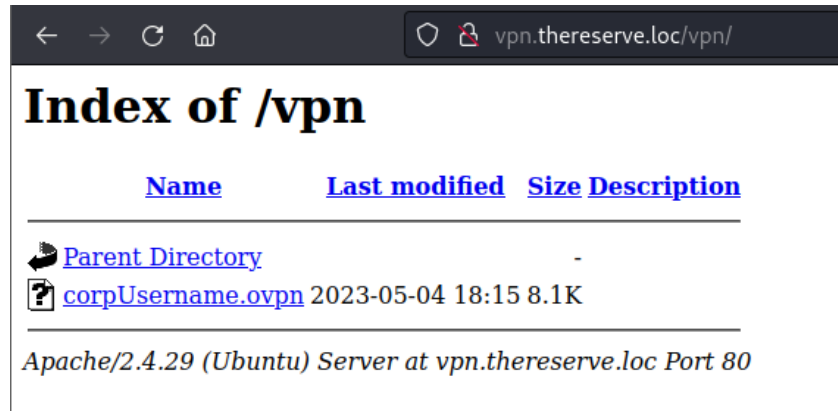 vpn.thereserve.loc/vpn/
Index of /vpn
Name Last modified Size Description
Parent Directory -
corpUsername.ovpn 2023-05-04 18:15 8.1K
Apache/2.4.29 (Ubuntu) Server at vpn.thereserve.loc Port 80